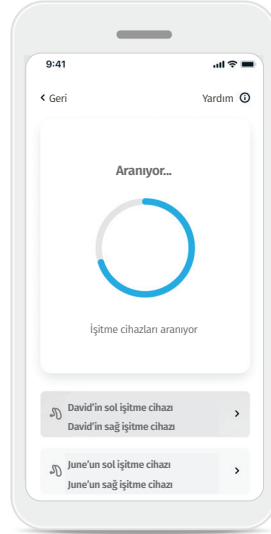 9:41
Geri
Yardım
Aranıyor...
İşitme cihazları aranıyor
David'in sol işitme cihazı
David'in sağ işitme cihazı
June'un sol işitme cihazı
June'un sağ işitme cihazı